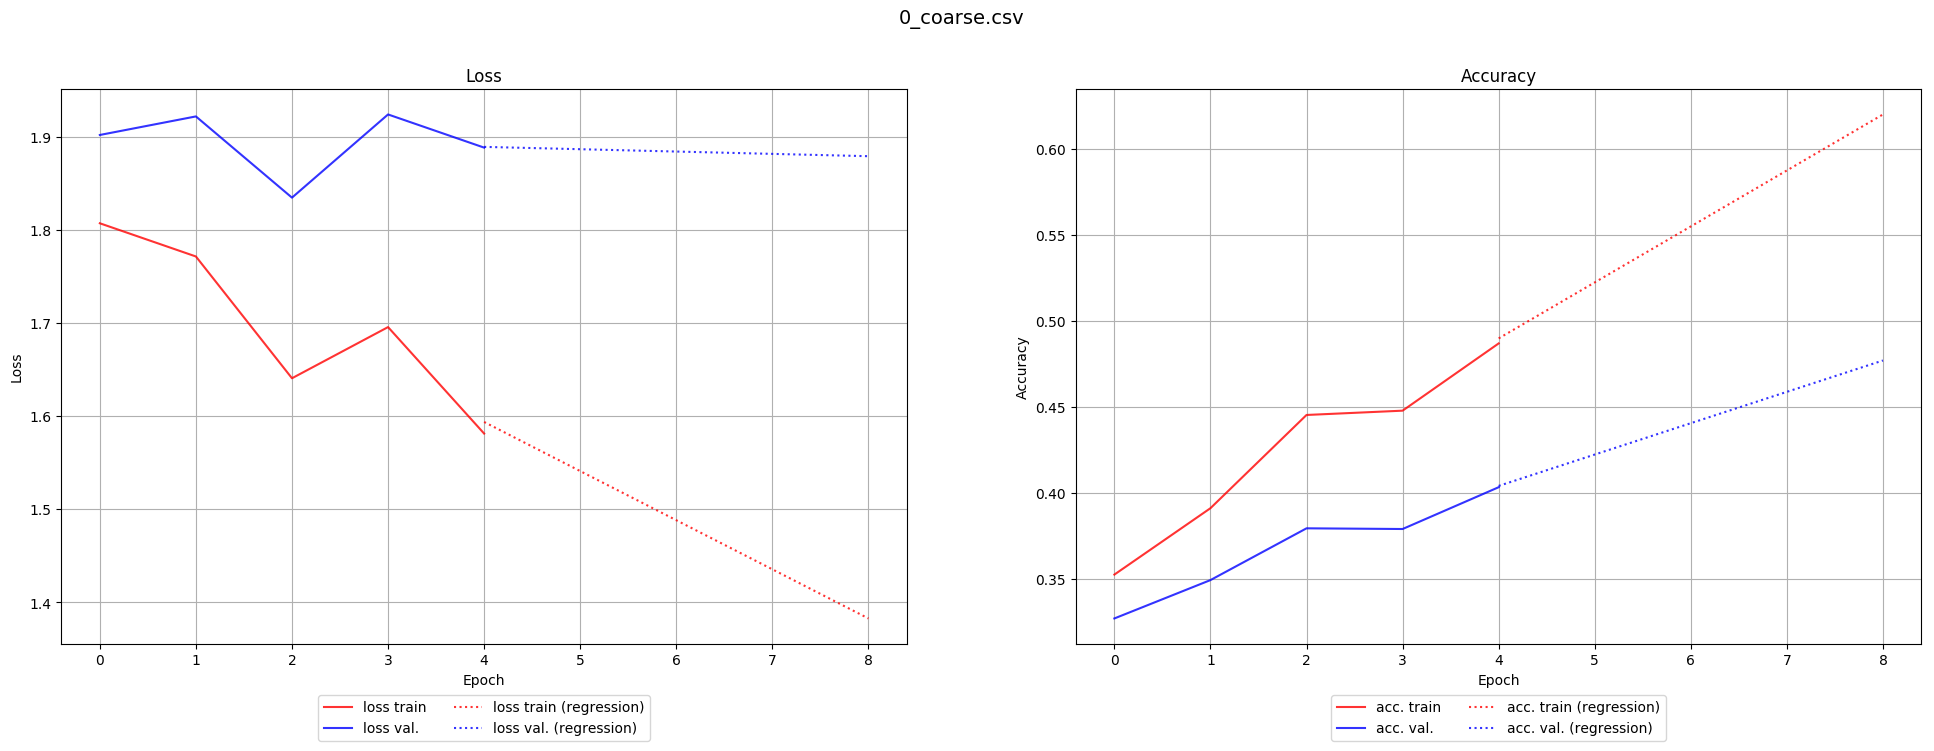 0_coarse.csv
Loss
1.9
1.8
1.7
1.6
1.5
1.4
Loss
0 1 2 3 4 5 6 7 8
Epoch
loss train loss train (regression)
loss val. loss val. (regression)
Accuracy
0.60
0.55
0.50
0.45
0.40
0.35
Accuracy
0 1 2 3 4 5 6 7 8
Epoch
acc. train acc. train (regression)
acc. val. acc. val. (regression)